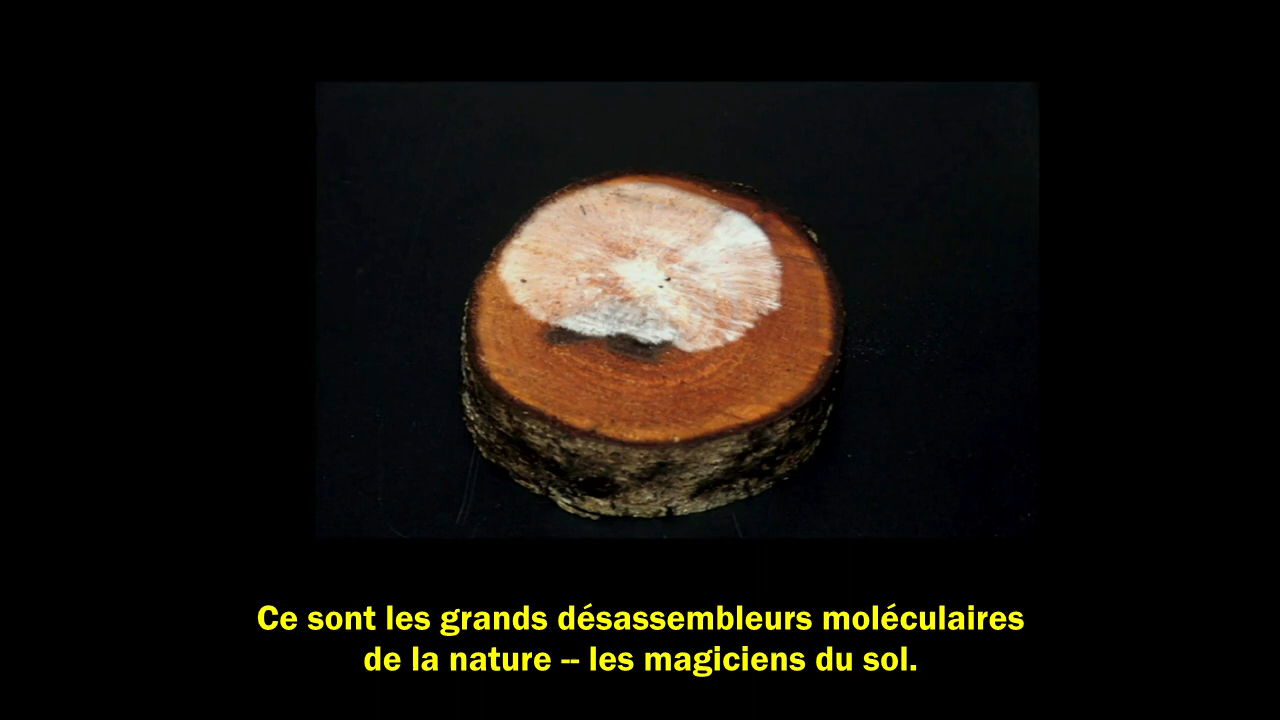 Ce sont les grands désassembleurs moléculaires
de la nature -- les magiciens du sol.